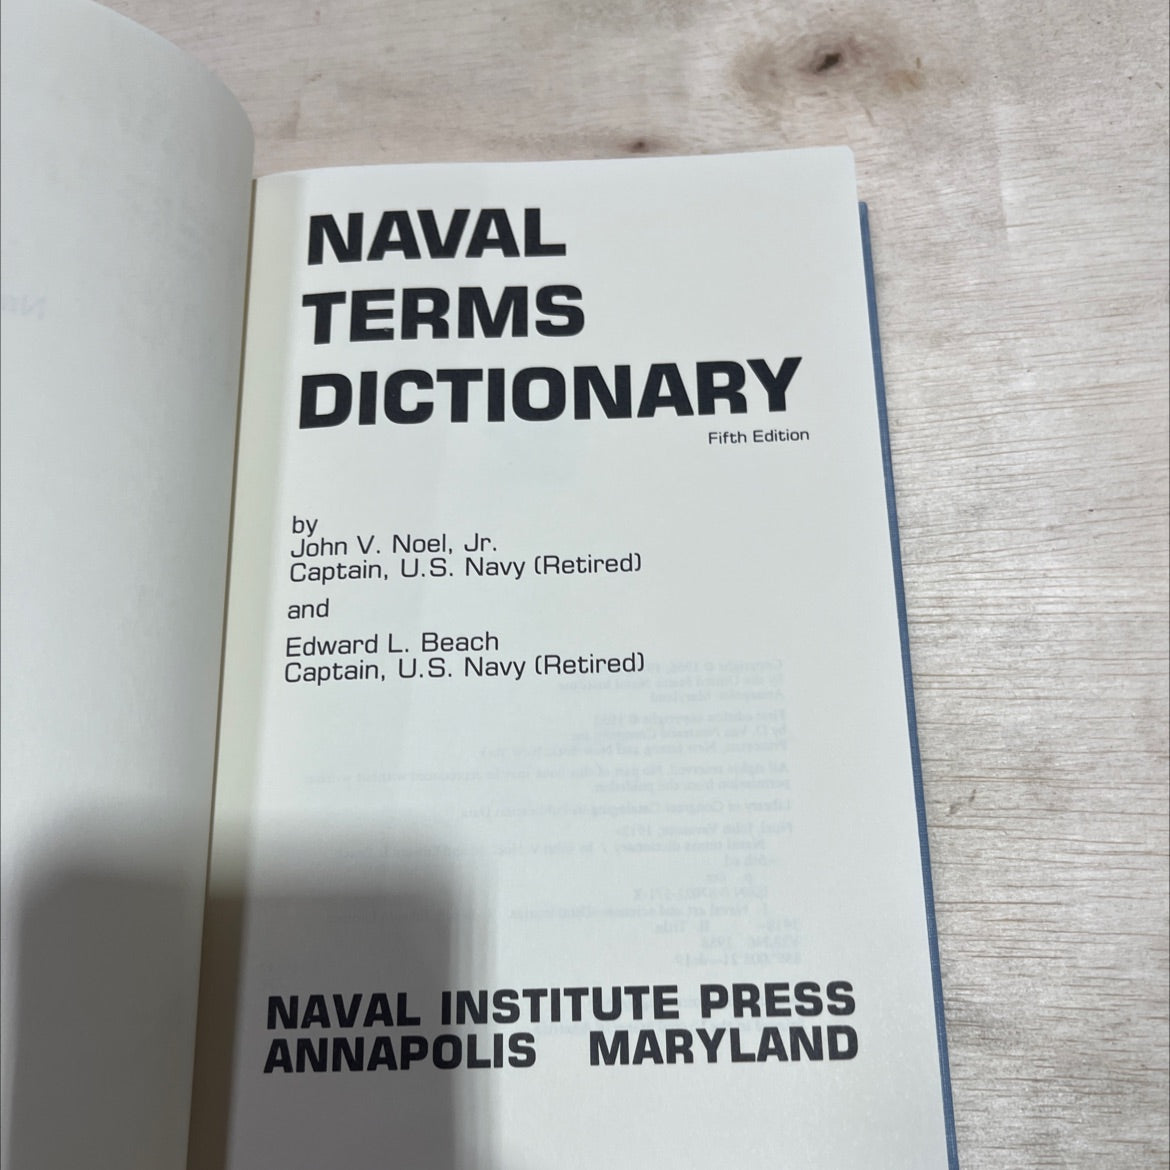 NAVAL
TERMS
DICTIONARY
Fifth Edition
by
John V. Noel, Jr.
Captain, U.S. Navy (Retired)
and
Edward L. Beach
Captain, U.S. Navy (Retired)
NAVAL INSTITUTE PRESS
ANNAPOLIS MARYLAND